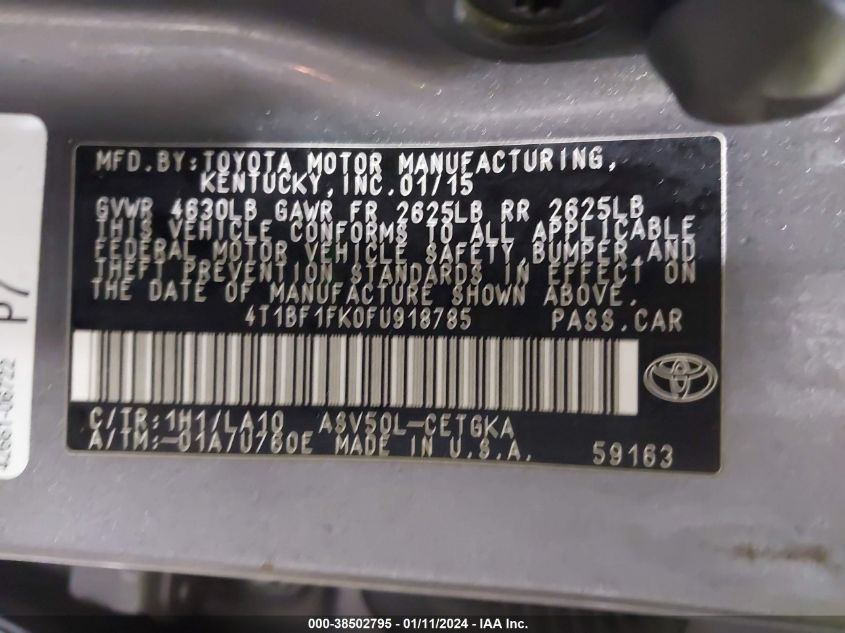 MFD.BY:TOYOTA MOTOR MANUFACTURING,
KENTUCKY,INC.01/15
GVWR 4630LB GAWR FR 2625LB RR 2625LB
THIS VEHICLE CONFORMS TO ALL APPLICABLE
FEDERAL MOTOR VEHICLE SAFETY,BUMPER,AND
THEFT PREVENTION STANDARDS IN EFFECT ON
THE DATE OF MANUFACTURE SHOWN ABOVE.
4T1BF1FK0FU918785 PASS.CAR
C/TR:1H1/LA10 ASV50L-CETGKA
A/TM:-01A/U760E MADE IN U.S.A.
59163
P7
000-38502795 - 01/11/2024 - IAA Inc.